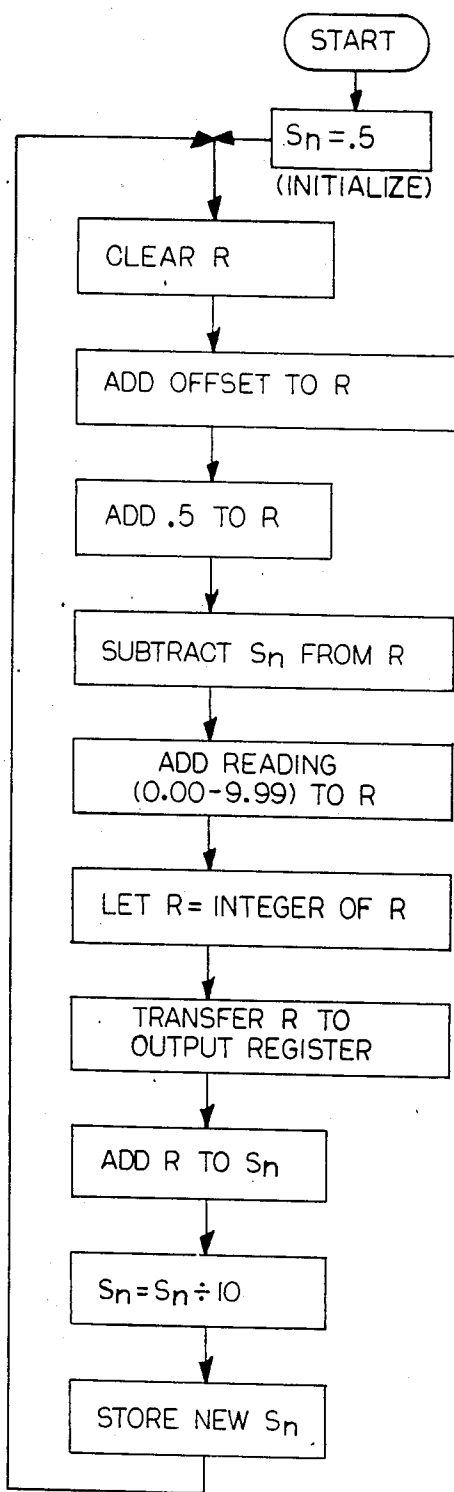 START
Sn = .5
(INITIALIZE)
CLEAR R
ADD OFFSET TO R
ADD .5 TO R
SUBTRACT Sn FROM R
ADD READING
(0.00-9.99) TO R
LET R = INTEGER OF R
TRANSFER R TO
OUTPUT REGISTER
ADD R TO Sn
Sn = Sn ÷ 10
STORE NEW Sn